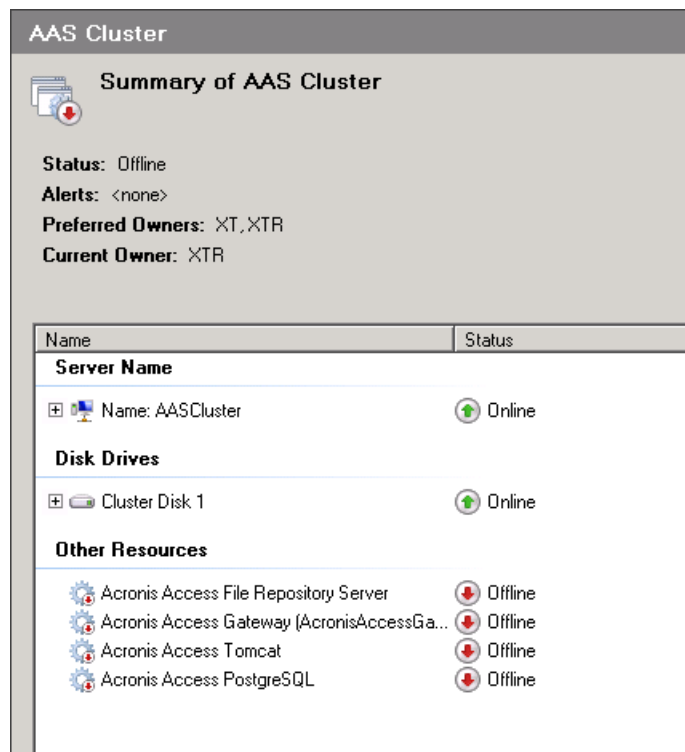 AAS Cluster
Summary of AAS Cluster
Status: Offline
Alerts: <none>
Preferred Owners: XT, XTR
Current Owner: XTR
Name Status
Server Name
Name: AASCluster Online
Disk Drives
Cluster Disk 1 Online
Other Resources
Acronis Access File Repository Server Offline
Acronis Access Gateway (AcronisAccessGa... Offline
Acronis Access Tomcat Offline
Acronis Access PostgreSQL Offline